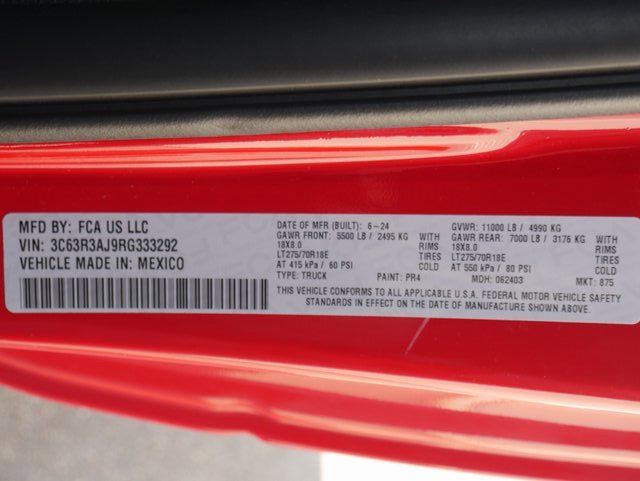 MFD BY: FCA US LLC
VIN: 3C63R3AJ9RG333292
VEHICLE MADE IN: MEXICO
DATE OF MFR (BUILT): 6-24 GVWR: 11000 LB / 4990 KG
GAWR FRONT: 5500 LB / 2495 KG WITH GAWR REAR: 7000 LB / 3176 KG WITH
18X8.0 RIMS 18X8.0 RIMS
LT275/70R18E TIRES LT275/70R18E TIRES
AT 415 kPa / 60 PSI COLD AT 550 kPa / 80 PSI COLD
TYPE: TRUCK PAINT: PR4 MDH: 062403 MKT: 875
THIS VEHICLE CONFORMS TO ALL APPLICABLE U.S.A. FEDERAL MOTOR VEHICLE SAFETY
STANDARDS IN EFFECT ON THE DATE OF MANUFACTURE SHOWN ABOVE.